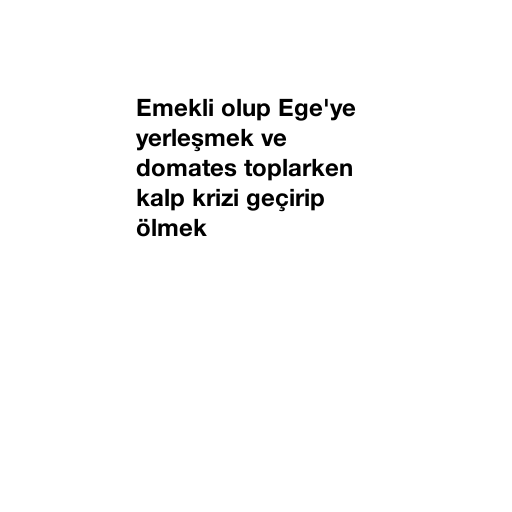 Emekli olup Ege'ye
yerleşmek ve
domates toplarken
kalp krizi geçirip
ölmek